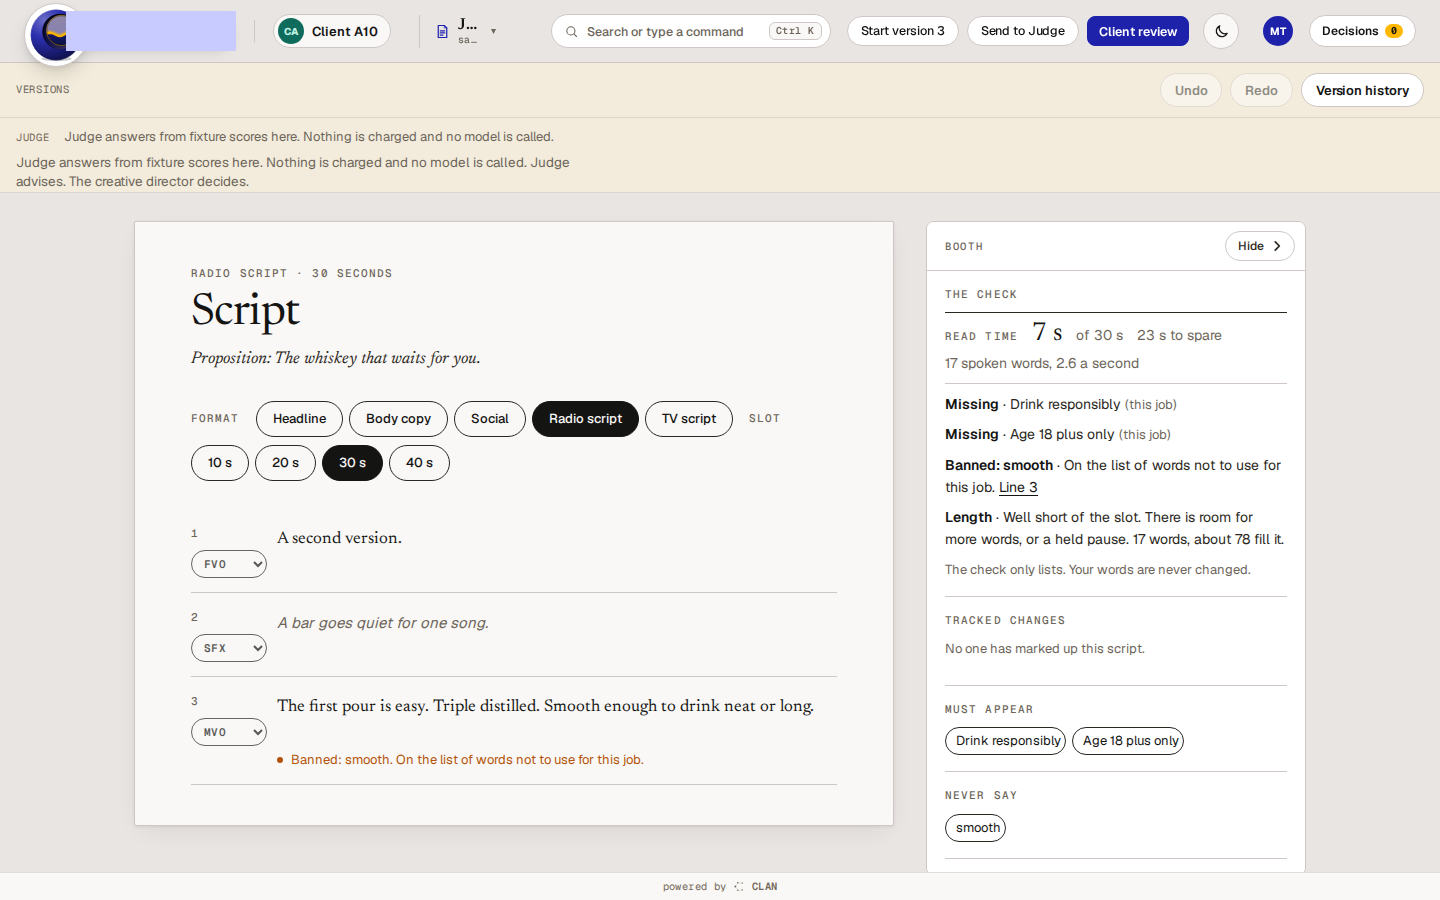 CA Client A10
J…
sa…
Search or type a command Ctrl K
Start version 3
Send to Judge
Client review
MT
Decisions 0
VERSIONS
Undo
Redo
Version history
JUDGE Judge answers from fixture scores here. Nothing is charged and no model is called.
Judge answers from fixture scores here. Nothing is charged and no model is called. Judge
advises. The creative director decides.
RADIO SCRIPT · 30 SECONDS
Script
Proposition: The whiskey that waits for you.
FORMAT Headline Body copy Social Radio script TV script SLOT
10 s 20 s 30 s 40 s
1
FVO
A second version.
2
SFX
A bar goes quiet for one song.
3
MVO
The first pour is easy. Triple distilled. Smooth enough to drink neat or long.
Banned: smooth. On the list of words not to use for this job.
BOOTH
Hide
THE CHECK
READ TIME 7 s of 30 s 23 s to spare
17 spoken words, 2.6 a second
Missing · Drink responsibly (this job)
Missing · Age 18 plus only (this job)
Banned: smooth · On the list of words not to use for
this job. Line 3
Length · Well short of the slot. There is room for
more words, or a held pause. 17 words, about 78 fill it.
The check only lists. Your words are never changed.
TRACKED CHANGES
No one has marked up this script.
MUST APPEAR
Drink responsibly Age 18 plus only
NEVER SAY
smooth
powered by CLAN